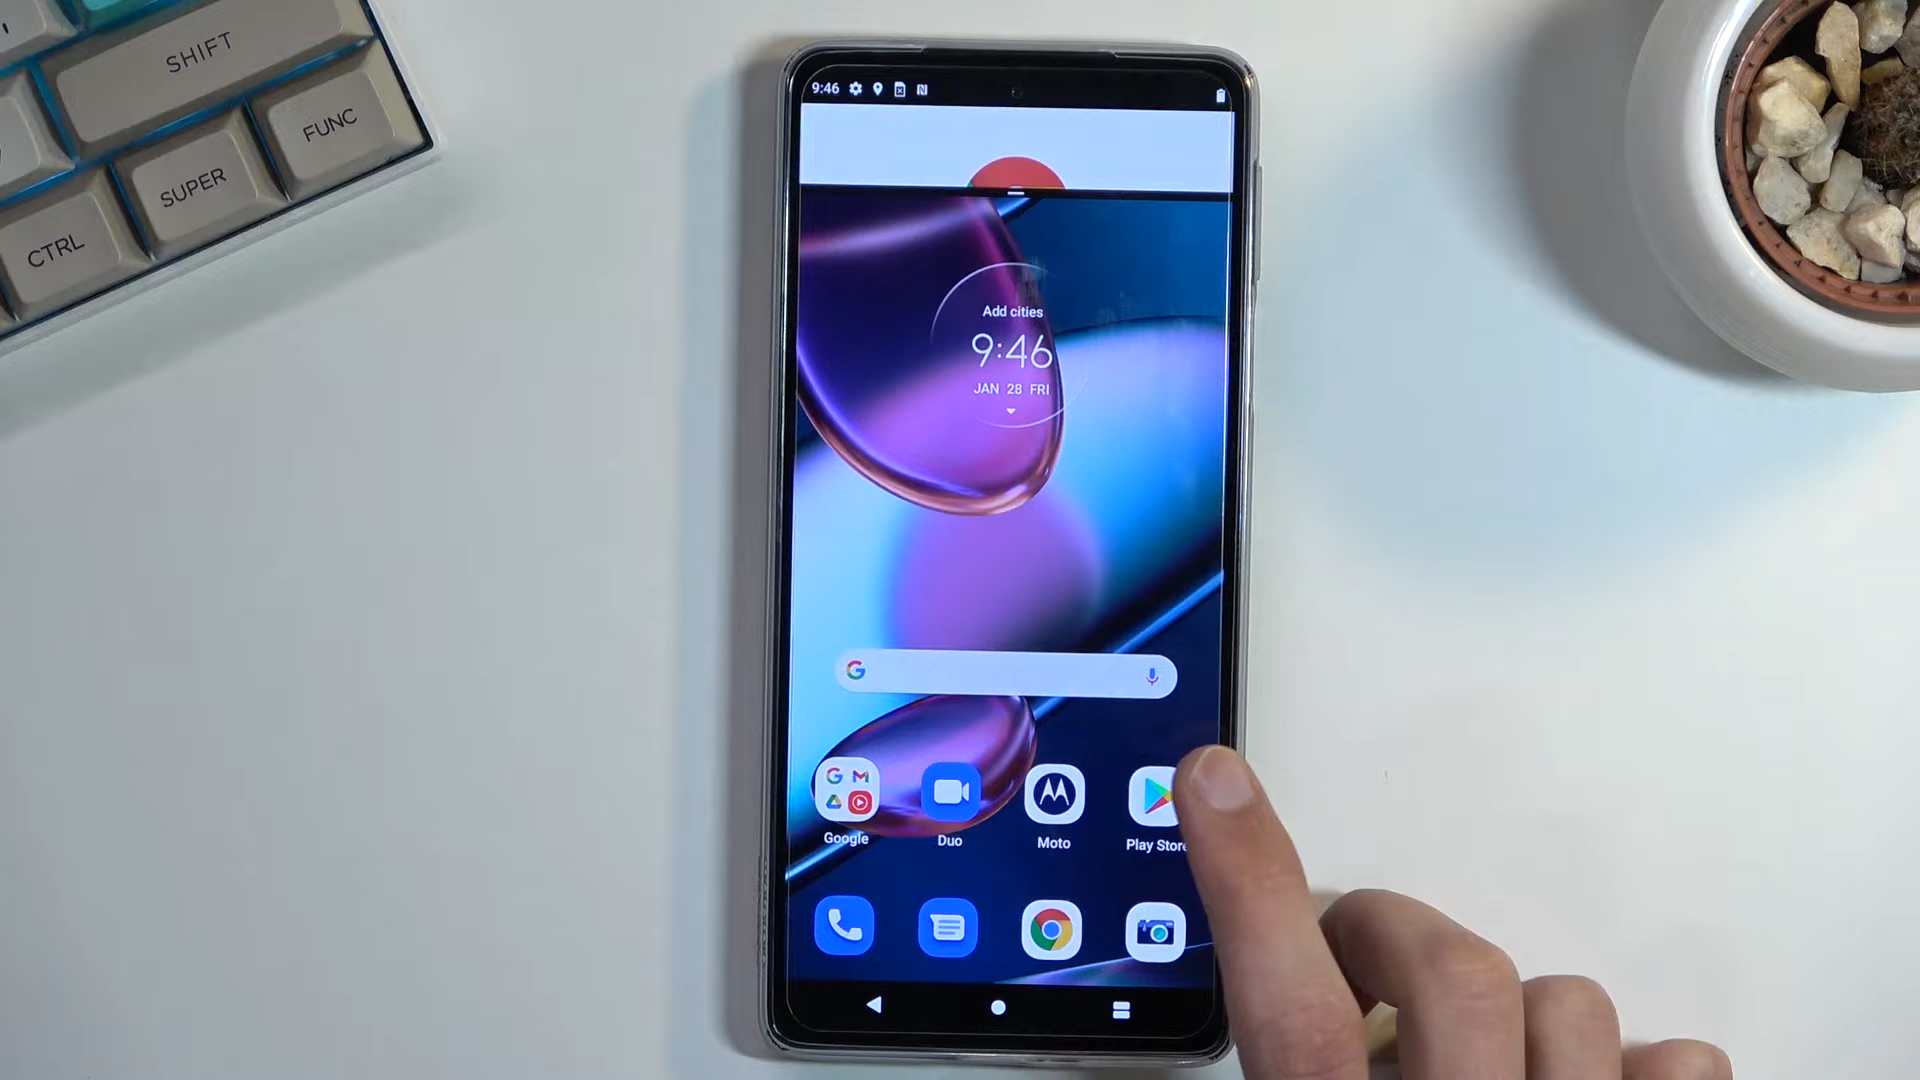 SHIFT
FUNC
SUPER
CTRL
9:46
Add cities
9:46
JAN 28 FRI
Google
Duo
Moto
Play Store